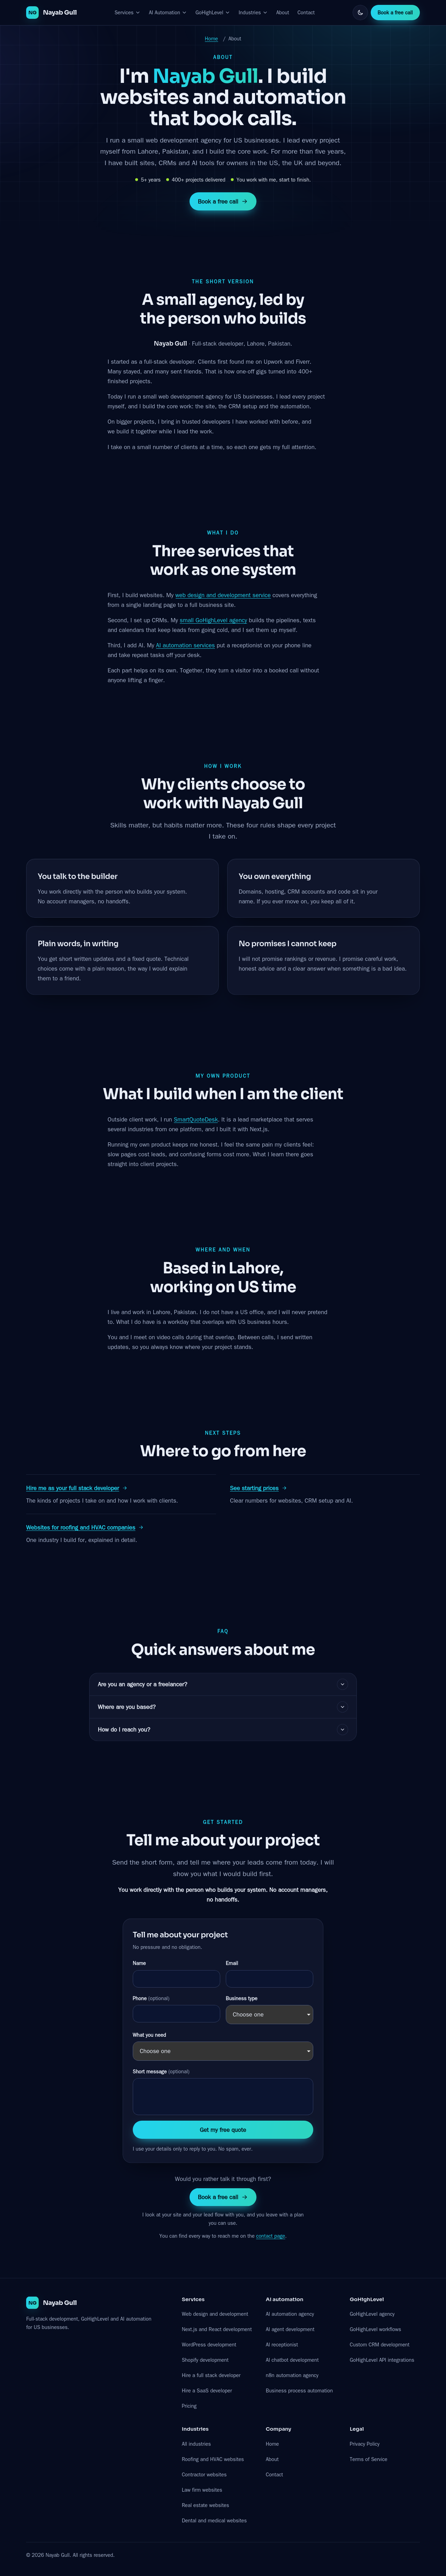 NG Nayab Gull Services AI Automation GoHighLevel Industries About Contact Book a free call
Home / About
ABOUT
I'm Nayab Gull. I build
websites and automation
that book calls.
I run a small web development agency for US businesses. I lead every project
myself from Lahore, Pakistan, and I build the core work. For more than five years,
I have built sites, CRMs and AI tools for owners in the US, the UK and beyond.
5+ years 400+ projects delivered You work with me, start to finish.
Book a free call
THE SHORT VERSION
A small agency, led by
the person who builds
Nayab Gull Full-stack developer, Lahore, Pakistan.
I started as a full-stack developer. Clients first found me on Upwork and Fiverr.
Many stayed, and many sent friends. That is how one-off gigs turned into 400+
finished projects.
Today I run a small web development agency for US businesses. I lead every project
myself, and I build the core work: the site, the CRM setup and the automation.
On bigger projects, I bring in trusted developers I have worked with before, and
we build it together while I lead the work.
I take on a small number of clients at a time, so each one gets my full attention.
WHAT I DO
Three services that
work as one system
First, I build websites. My web design and development service covers everything
from a single landing page to a full business site.
Second, I set up CRMs. My small GoHighLevel agency builds the pipelines, texts
and calendars that keep leads from going cold, and I set them up myself.
Third, I add AI. My AI automation services put a receptionist on your phone line
and take repeat tasks off your desk.
Each part helps on its own. Together, they turn a visitor into a booked call without
anyone lifting a finger.
HOW I WORK
Why clients choose to
work with Nayab Gull
Skills matter, but habits matter more. These four rules shape every project
I take on.
You talk to the builder
You work directly with the person who builds your system.
No account managers, no handoffs.
You own everything
Domains, hosting, CRM accounts and code sit in your
name. If you ever move on, you keep all of it.
Plain words, in writing
You get short written updates and a fixed quote. Technical
choices come with a plain reason, the way I would explain
them to a friend.
No promises I cannot keep
I will not promise rankings or revenue. I promise careful work,
honest advice and a clear answer when something is a bad idea.
MY OWN PRODUCT
What I build when I am the client
Outside client work, I run SmartQuoteDesk. It is a lead marketplace that serves
several industries from one platform, and I built it with Next.js.
Running my own product keeps me honest. I feel the same pain my clients feel:
slow pages cost leads, and confusing forms cost more. What I learn there goes
straight into client projects.
WHERE AND WHEN
Based in Lahore,
working on US time
I live and work in Lahore, Pakistan. I do not have a US office, and I will never pretend
to. What I do have is a workday that overlaps with US business hours.
You and I meet on video calls during that overlap. Between calls, I send written
updates, so you always know where your project stands.
NEXT STEPS
Where to go from here
Hire me as your full stack developer
The kinds of projects I take on and how I work with clients.
See starting prices
Clear numbers for websites, CRM setup and AI.
Websites for roofing and HVAC companies
One industry I build for, explained in detail.
FAQ
Quick answers about me
Are you an agency or a freelancer?
Where are you based?
How do I reach you?
GET STARTED
Tell me about your project
Send the short form, and tell me where your leads come from today. I will
show you what I would build first.
You work directly with the person who builds your system. No account managers,
no handoffs.
Tell me about your project
No pressure and no obligation.
Name Email
Phone (optional) Business type
Choose one
What you need
Choose one
Short message (optional)
Get my free quote
I use your details only to reply to you. No spam, ever.
Would you rather talk it through first?
Book a free call
I look at your site and your lead flow with you, and you leave with a plan
you can use.
You can find every way to reach me on the contact page.
NG Nayab Gull
Full-stack development, GoHighLevel and AI automation
for US businesses.
Services
Web design and development
Next.js and React development
WordPress development
Shopify development
Hire a full stack developer
Hire a SaaS developer
Pricing
AI automation
AI automation agency
AI agent development
AI receptionist
AI chatbot development
n8n automation agency
Business process automation
GoHighLevel
GoHighLevel agency
GoHighLevel workflows
Custom CRM development
GoHighLevel API integrations
Industries
All industries
Roofing and HVAC websites
Contractor websites
Law firm websites
Real estate websites
Dental and medical websites
Company
Home
About
Contact
Legal
Privacy Policy
Terms of Service
© 2026 Nayab Gull. All rights reserved.